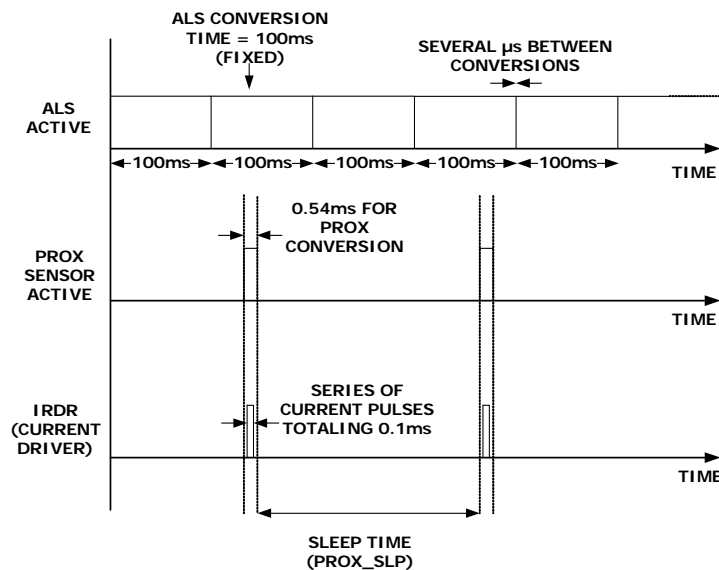 ALS CONVERSION
TIME = 100ms
(FIXED)
SEVERAL µs BETWEEN
CONVERSIONS
ALS
ACTIVE
100ms
100ms
100ms
100ms
100ms
TIME
0.54ms FOR
PROX
CONVERSION
PROX
SENSOR
ACTIVE
TIME
SERIES OF
CURRENT PULSES
TOTALING 0.1ms
IRDR
(CURRENT
DRIVER)
TIME
SLEEP TIME
(PROX_SLP)